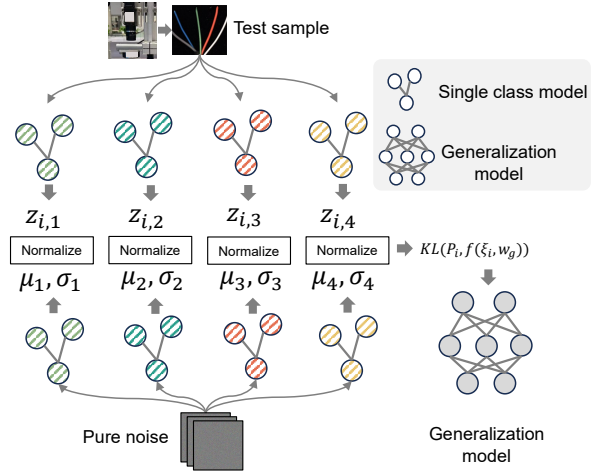 Test sample
Single class model
Generalization
model
z_{i,1} z_{i,2} z_{i,3} z_{i,4}
Normalize Normalize Normalize Normalize
KL(P_i, f(ξ_i, w_g))
μ_1, σ_1 μ_2, σ_2 μ_3, σ_3 μ_4, σ_4
Pure noise
Generalization
model